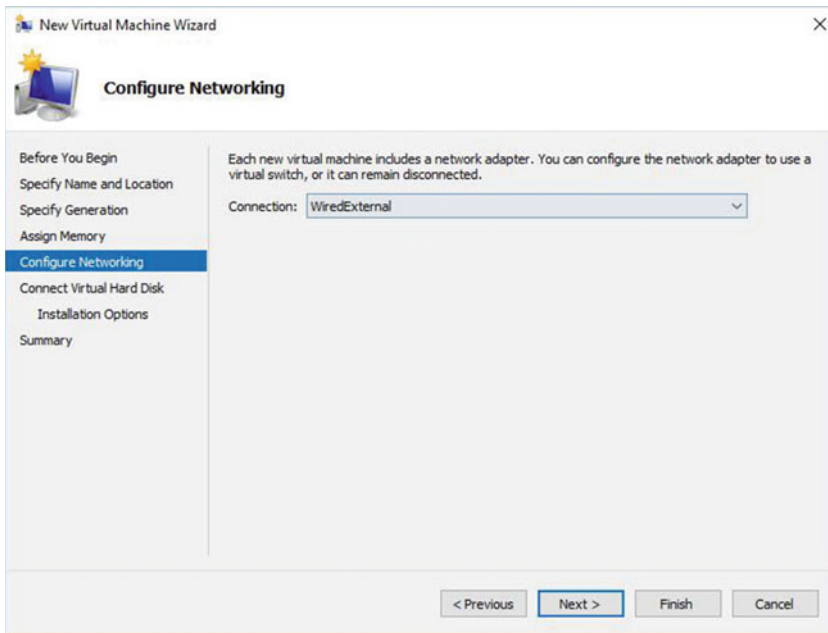 New Virtual Machine Wizard
Configure Networking
Before You Begin
Specify Name and Location
Specify Generation
Assign Memory
Configure Networking
Connect Virtual Hard Disk
Installation Options
Summary
Each new virtual machine includes a network adapter. You can configure the network adapter to use a
virtual switch, or it can remain disconnected.
Connection: WiredExternal
< Previous
Next >
Finish
Cancel